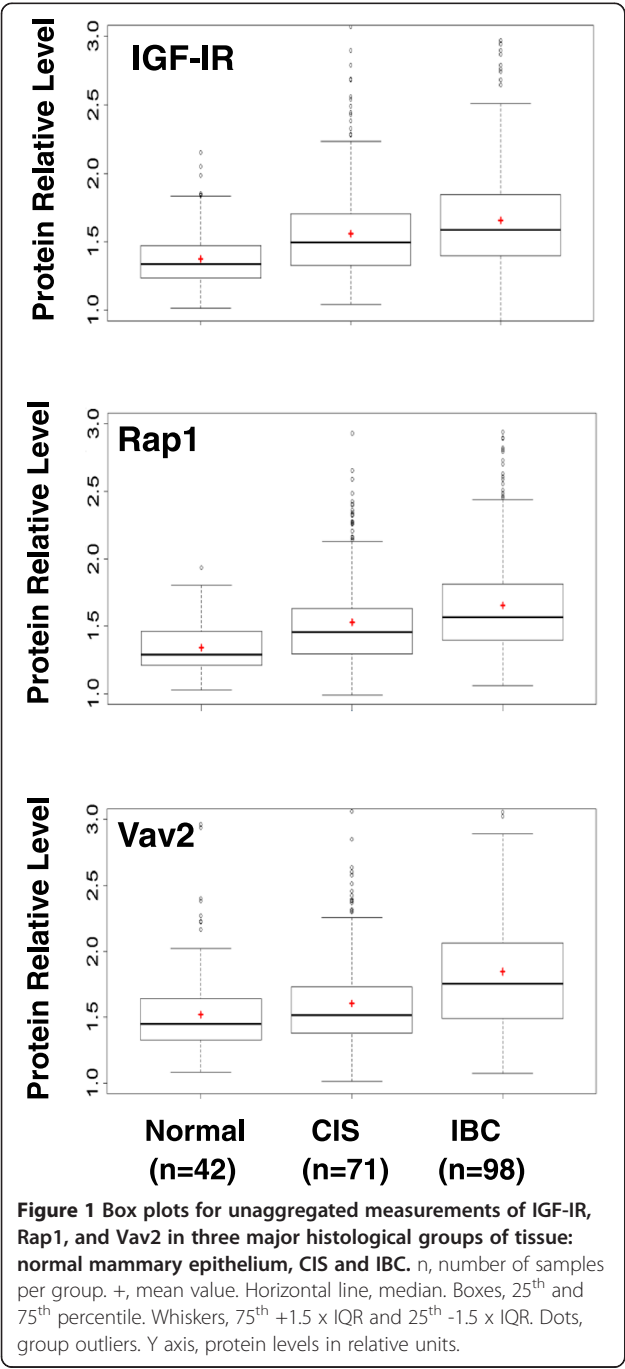 IGF-IR
Protein Relative Level
3.0
2.5
2.0
1.5
1.0
Rap1
Protein Relative Level
3.0
2.5
2.0
1.5
1.0
Vav2
Protein Relative Level
3.0
2.5
2.0
1.5
1.0
Normal CIS IBC
(n=42) (n=71) (n=98)
Figure 1 Box plots for unaggregated measurements of IGF-IR,
Rap1, and Vav2 in three major histological groups of tissue:
normal mammary epithelium, CIS and IBC. n, number of samples
per group. +, mean value. Horizontal line, median. Boxes, 25th and
75th percentile. Whiskers, 75th +1.5 x IQR and 25th -1.5 x IQR. Dots,
group outliers. Y axis, protein levels in relative units.